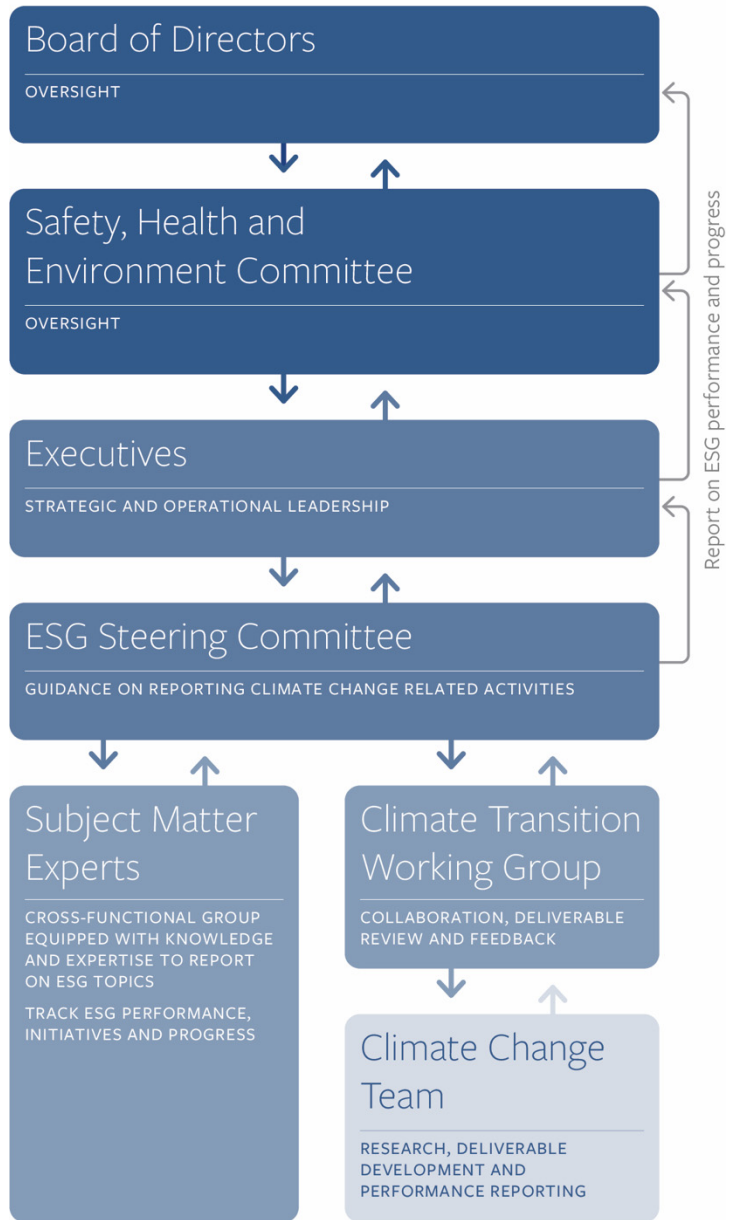 Board of Directors
OVERSIGHT
Safety, Health and
Environment Committee
OVERSIGHT
Executives
STRATEGIC AND OPERATIONAL LEADERSHIP
ESG Steering Committee
GUIDANCE ON REPORTING CLIMATE CHANGE RELATED ACTIVITIES
Subject Matter
Experts
CROSS-FUNCTIONAL GROUP
EQUIPPED WITH KNOWLEDGE
AND EXPERTISE TO REPORT
ON ESG TOPICS
TRACK ESG PERFORMANCE,
INITIATIVES AND PROGRESS
Climate Transition
Working Group
COLLABORATION, DELIVERABLE
REVIEW AND FEEDBACK
Climate Change
Team
RESEARCH, DELIVERABLE
DEVELOPMENT AND
PERFORMANCE REPORTING
Report on ESG performance and progress